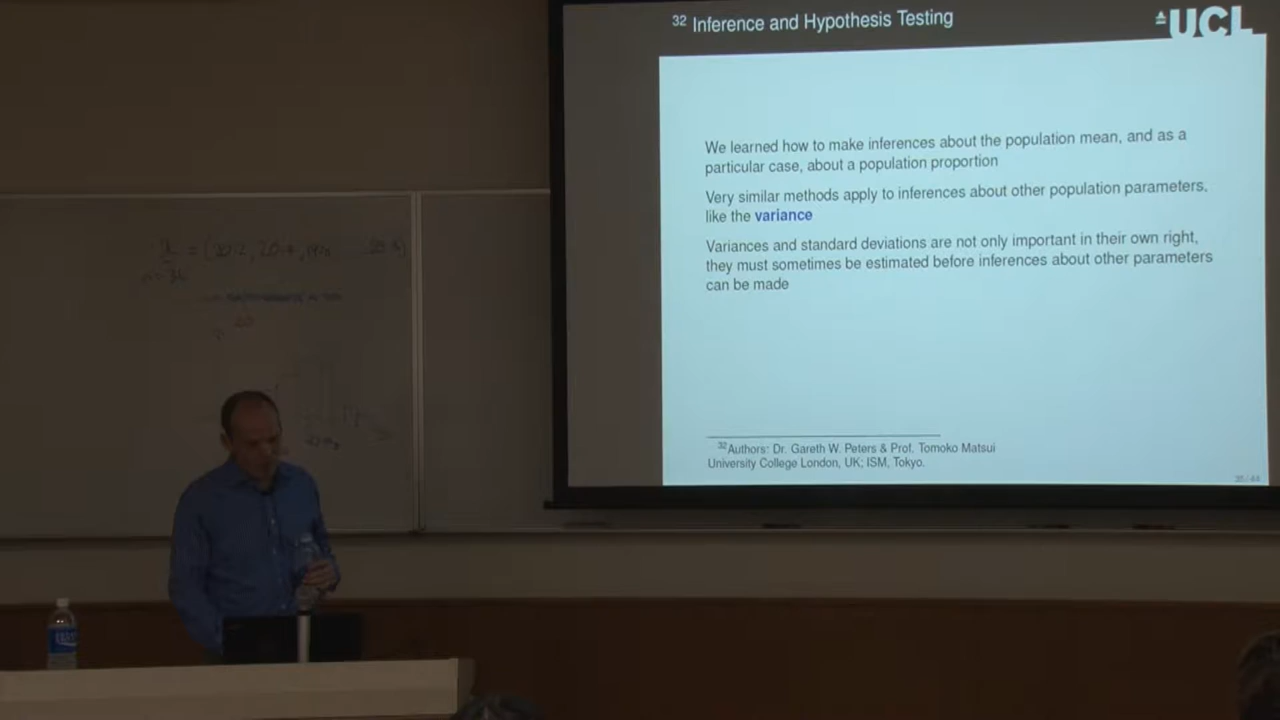 32 Inference and Hypothesis Testing
UCL
We learned how to make inferences about the population mean, and as a
particular case, about a population proportion
Very similar methods apply to inferences about other population parameters,
like the variance
Variances and standard deviations are not only important in their own right,
they must sometimes be estimated before inferences about other parameters
can be made
32Authors: Dr. Gareth W. Peters & Prof. Tomoko Matsui
University College London, UK; ISM, Tokyo.